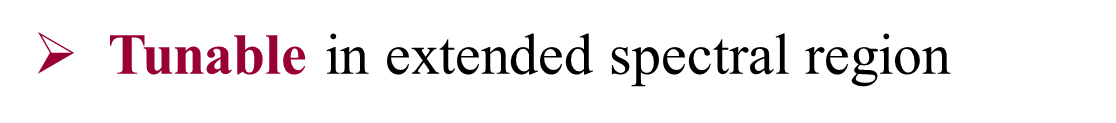 ➢ Tunable in extended spectral region